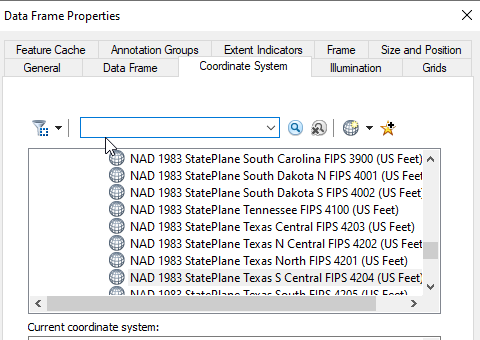 Data Frame Properties
Feature Cache Annotation Groups Extent Indicators Frame Size and Position
General Data Frame Coordinate System Illumination Grids
NAD 1983 StatePlane South Carolina FIPS 3900 (US Feet)
NAD 1983 StatePlane South Dakota N FIPS 4001 (US Feet)
NAD 1983 StatePlane South Dakota S FIPS 4002 (US Feet)
NAD 1983 StatePlane Tennessee FIPS 4100 (US Feet)
NAD 1983 StatePlane Texas Central FIPS 4203 (US Feet)
NAD 1983 StatePlane Texas N Central FIPS 4202 (US Feet)
NAD 1983 StatePlane Texas North FIPS 4201 (US Feet)
NAD 1983 StatePlane Texas S Central FIPS 4204 (US Feet)
NAD 1983 StatePlane Texas South FIPS 4205 (US Feet)
Current coordinate system: